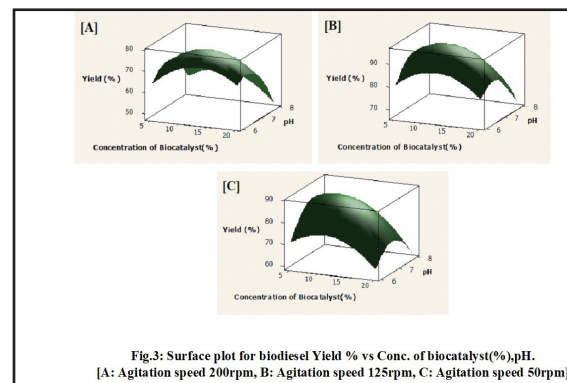 [A]
80
70
Yield (%)
60
50
5
10
15
20
6
7
8
pH
Concentration of Biocatalyst(%)
[B]
90
Yield (%)
80
70
5
10
15
20
6
7
8
pH
Concentration of Biocatalyst(%)
[C]
90
80
Yield (%)
70
60
5
10
15
20
6
7
8
pH
Concentration of Biocatalyst(%)
Fig.3: Surface plot for biodiesel Yield % vs Conc. of biocatalyst(%),pH.
[A: Agitation speed 200rpm, B: Agitation speed 125rpm, C: Agitation speed 50rpm]